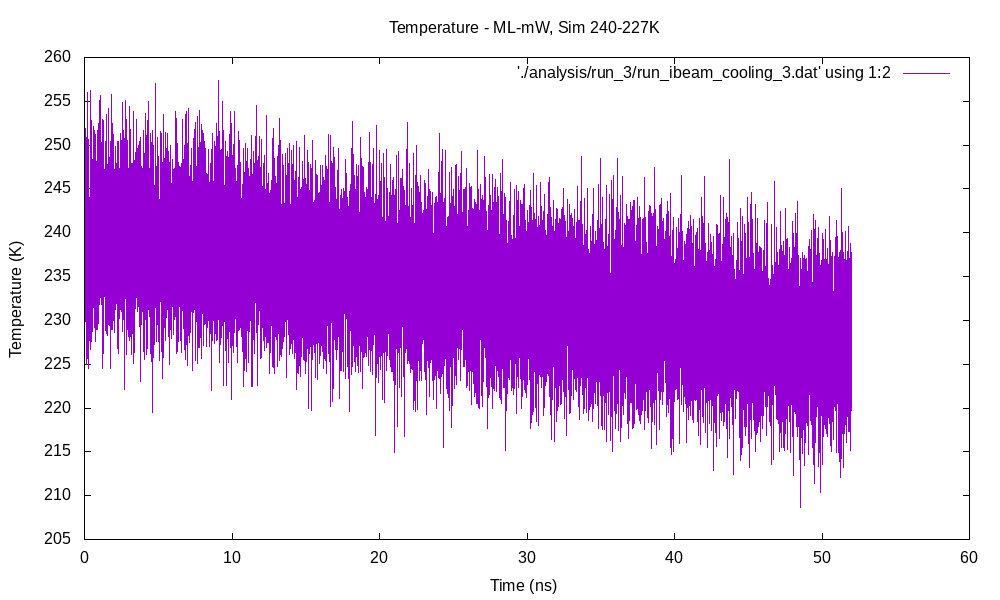 Temperature - ML-mW, Sim 240-227K
'./analysis/run_3/run_ibeam_cooling_3.dat' using 1:2
260
255
250
245
240
235
230
225
220
215
210
205
Temperature (K)
0 10 20 30 40 50 60
Time (ns)